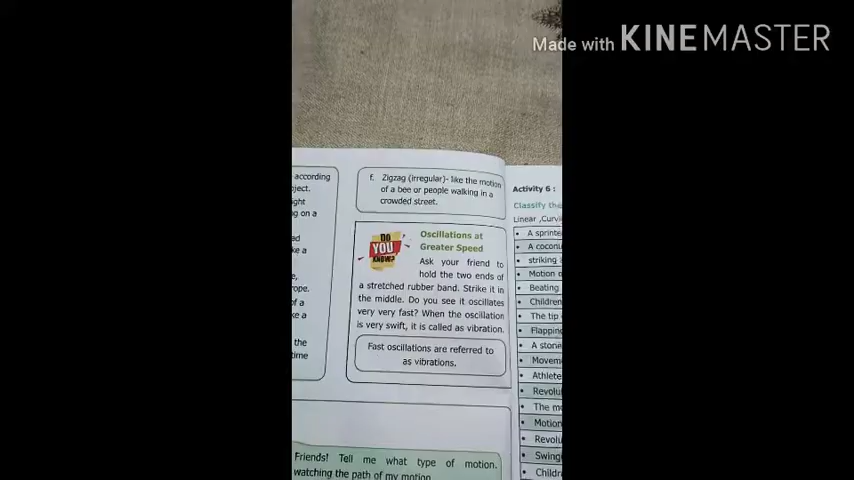 Made with KINEMASTER
according
ject.
ght
g on a
ed
ke a
e,
rope.
of a
ke a
the
time
f. Zigzag (irregular)- like the motion
of a bee or people walking in a
crowded street.
DO
YOU
KNOW?
Oscillations at
Greater Speed
Ask your friend to
hold the two ends of
a stretched rubber band. Strike it in
the middle. Do you see it oscillates
very very fast? When the oscillation
is very swift, it is called as vibration.
Fast oscillations are referred to
as vibrations.
Friends! Tell me what type of motion.
watching the path of my motion
Activity 6 :
Classify the
Linear ,Curvi
• A sprinte
• A coconu
• striking
• Motion o
• Beating
• Children
• The tip
• Flapping
• A stone
• Movem
• Athlete
• Revolu
• The m
• Motion
• Revolu
• Swing
• Childr